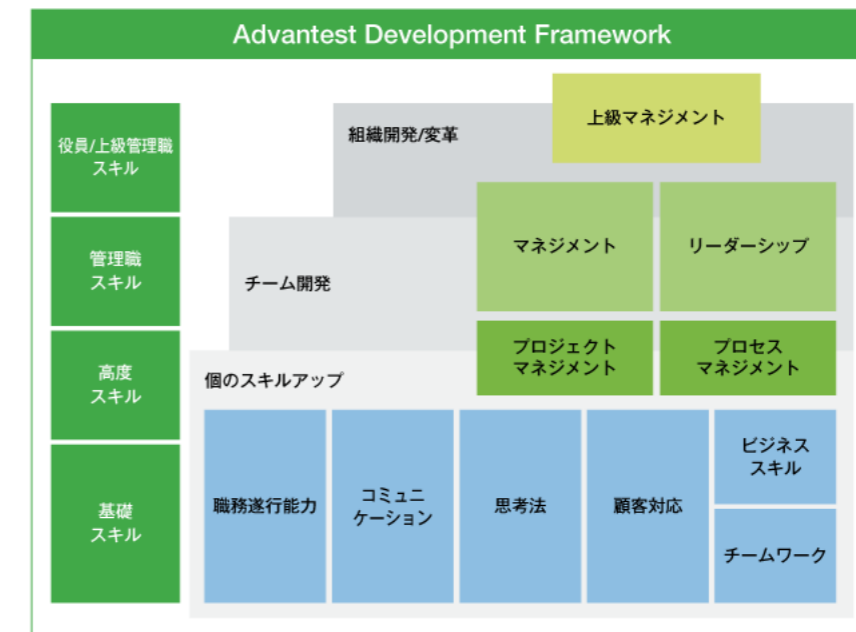 Advantest Development Framework
上級マネジメント
役員/上級管理職
スキル
組織開発/変革
管理職
スキル
チーム開発
マネジメント
リーダーシップ
高度
スキル
個のスキルアップ
プロジェクト
マネジメント
プロセス
マネジメント
基礎
スキル
職務遂行能力
コミュニ
ケーション
思考法
顧客対応
ビジネス
スキル
チームワーク